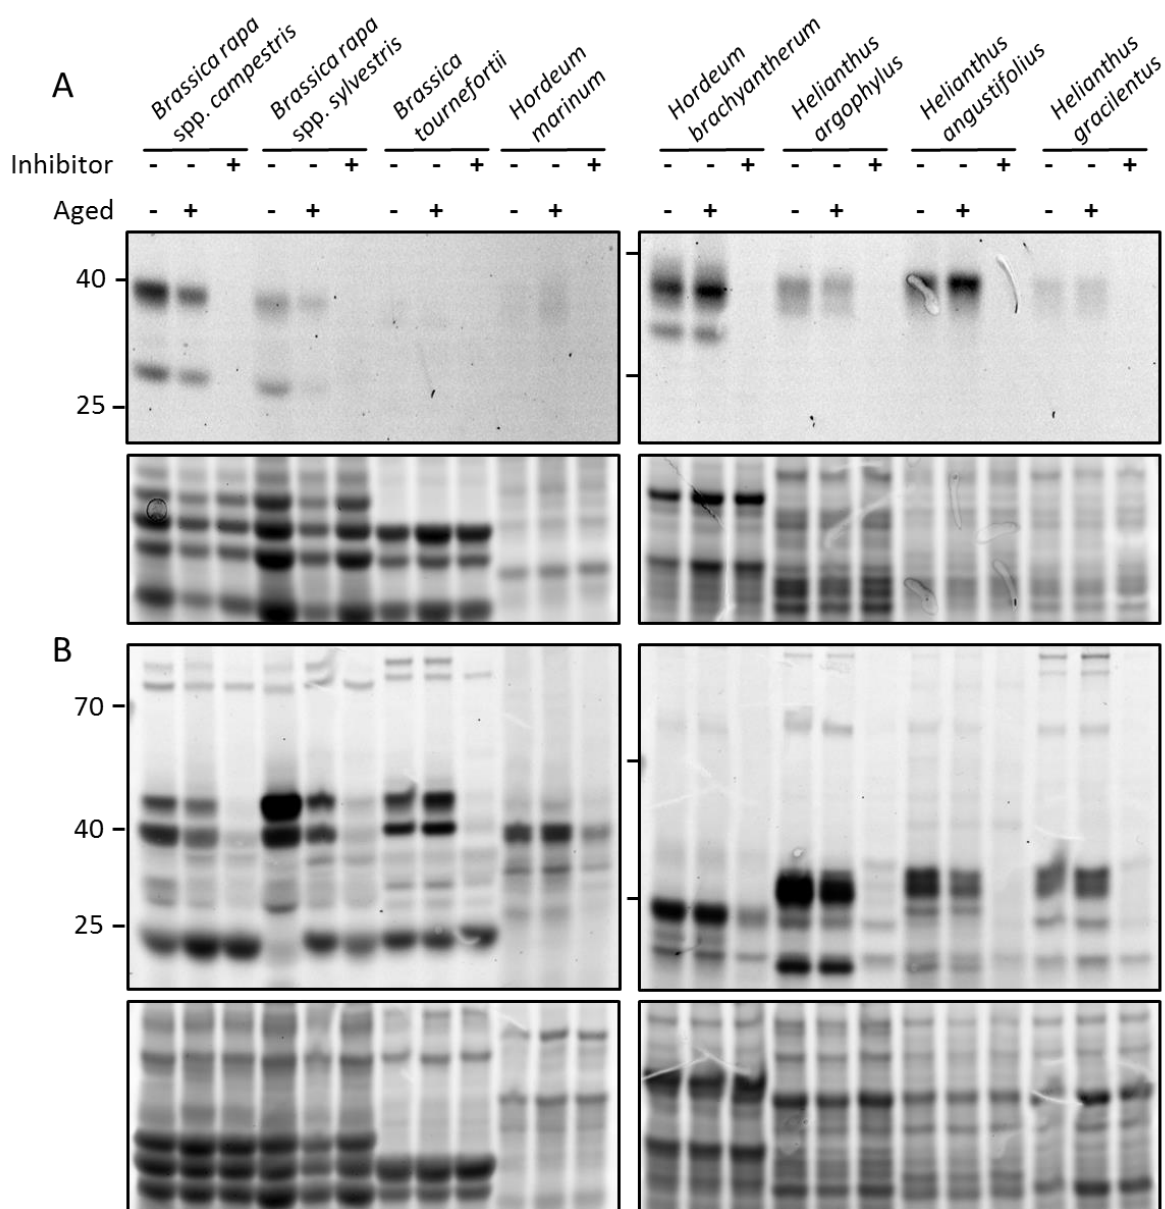 A
Brassica rapa
spp. campestris
Brassica rapa
spp. sylvestris
Brassica
tournefortii
Hordeum
marinum
Hordeum
brachyantherum
Helianthus
argophylus
Helianthus
angustifolius
Helianthus
gracilentus
Inhibitor - - + - - + - - + - - + - - + - - + - - + - - +
Aged - + - + - + - + - + - + - + - +
40
25
B
70
40
25